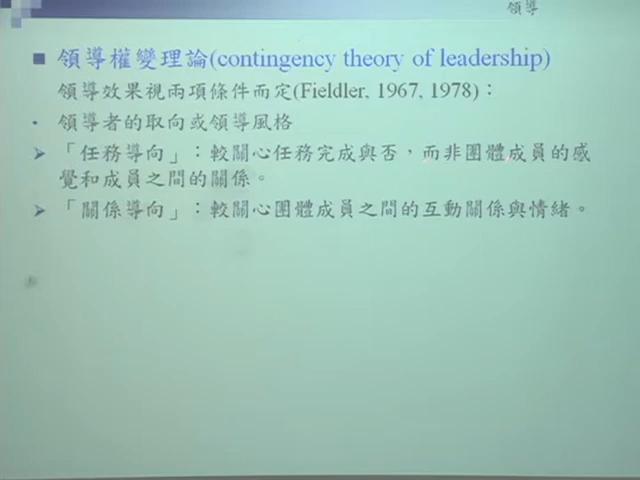 領導
領導權變理論(contingency theory of leadership)
領導效果視兩項條件而定(Fieldler, 1967, 1978)：
領導者的取向或領導風格
「任務導向」：較關心任務完成與否，而非團體成員的感
覺和成員之間的關係。
「關係導向」：較關心團體成員之間的互動關係與情緒。